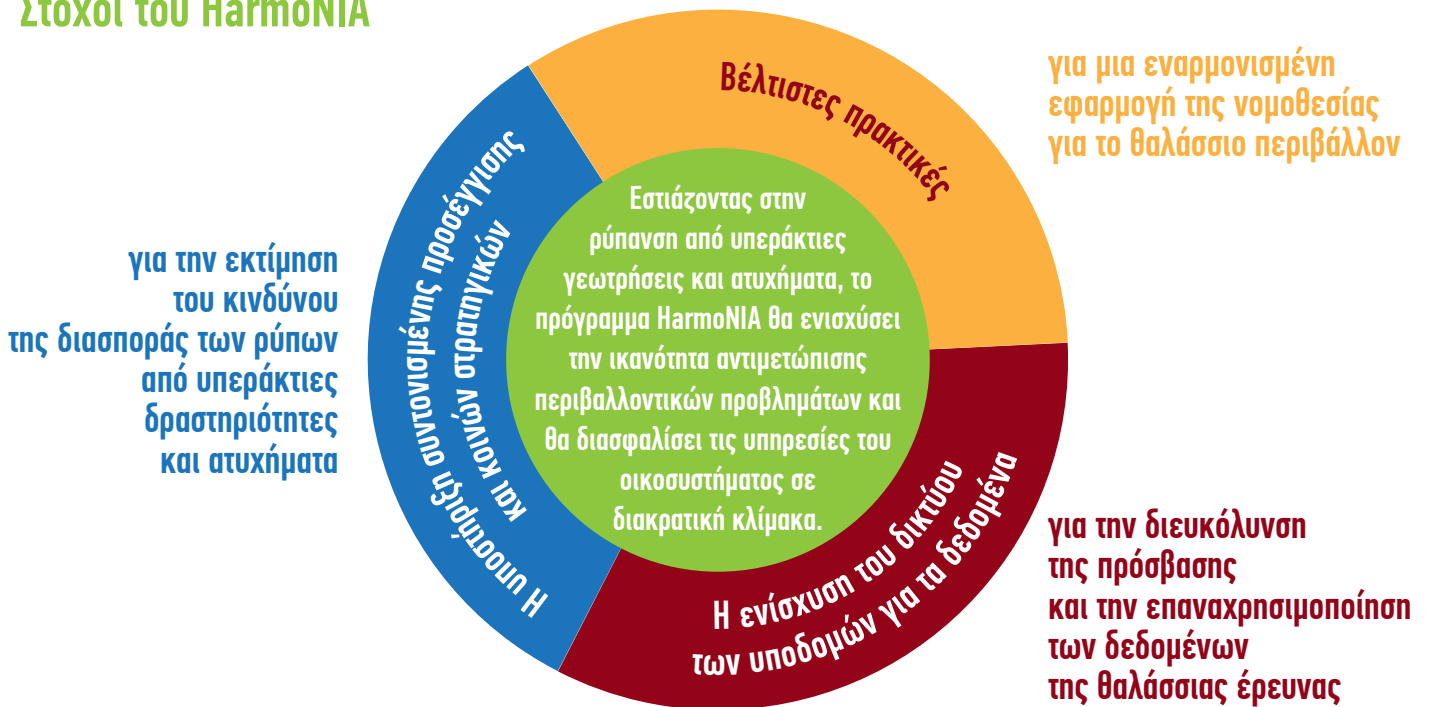 Στόχοι του HarmoNIA
Βέλτιστες πρακτικές
για μια εναρμονισμένη
εφαρμογή της νομοθεσίας
για το θαλάσσιο περιβάλλον
Η υποστήριξη συντονισμένης προσέγγισης
και κοινών στρατηγικών
για την εκτίμηση
του κινδύνου
της διασποράς των ρύπων
από υπεράκτιες
δραστηριότητες
και ατυχήματα
Εστιάζοντας στην
ρύπανση από υπεράκτιες
γεωτρήσεις και ατυχήματα, το
πρόγραμμα HarmoNIA θα ενισχύσει
την ικανότητα αντιμετώπισης
περιβαλλοντικών προβλημάτων και
θα διασφαλίσει τις υπηρεσίες του
οικοσυστήματος σε
διακρατική κλίμακα.
Η ενίσχυση του δικτύου
των υποδομών για τα δεδομένα
για την διευκόλυνση
της πρόσβασης
και την επαναχρησιμοποίηση
των δεδομένων
της θαλάσσιας έρευνας